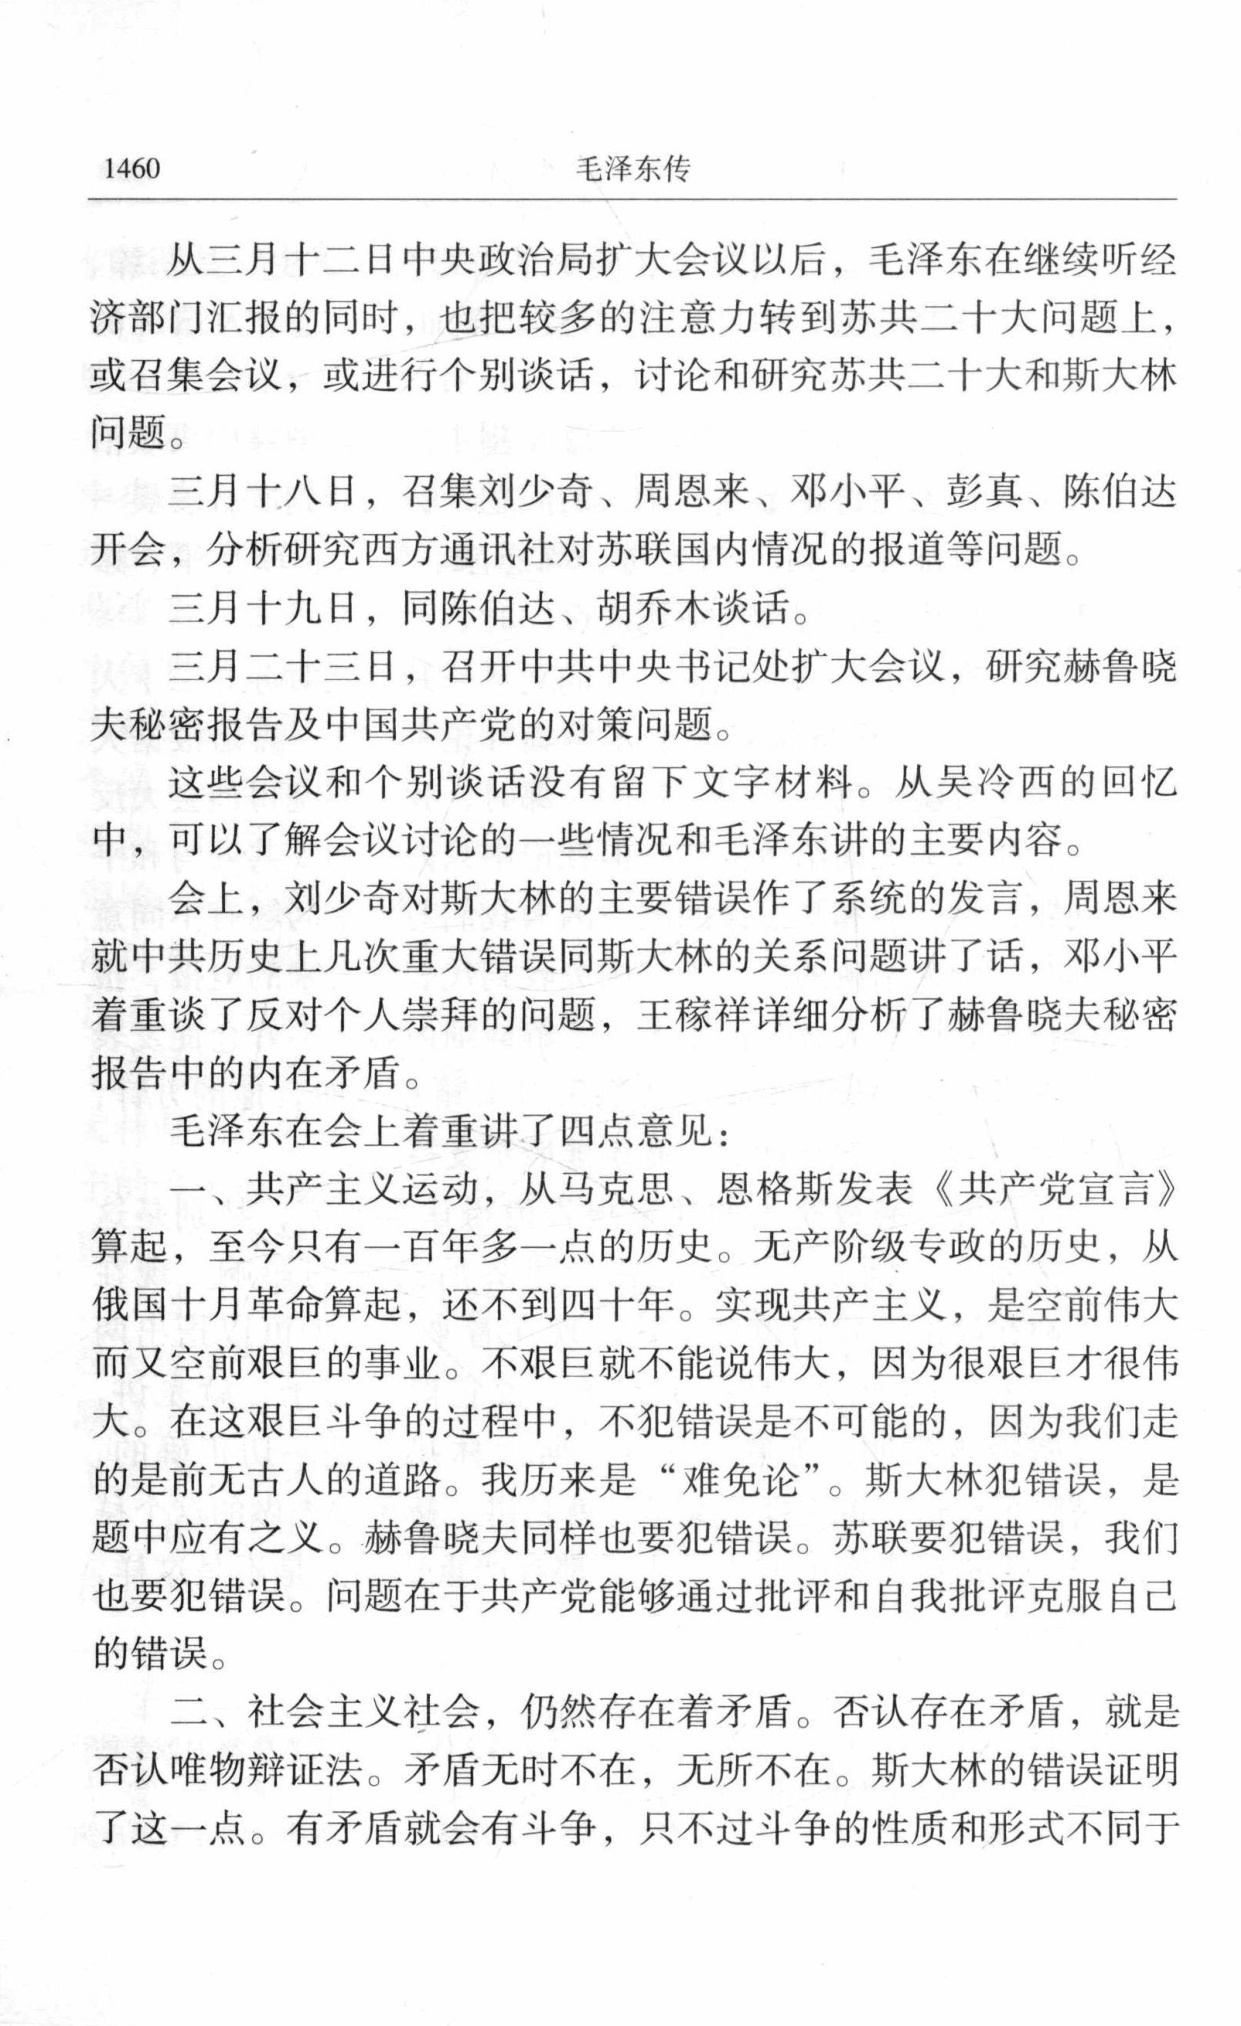 1460
毛泽东传
从三月十二日中央政治局扩大会议以后，毛泽东在继续听经
济部门汇报的同时，也把较多的注意力转到苏共二十大问题上，
或召集会议，或进行个别谈话，讨论和研究苏共二十大和斯大林
问题。
三月十八日，召集刘少奇、周恩来、邓小平、彭真、陈伯达
开会，分析研究西方通讯社对苏联国内情况的报道等问题。
三月十九日，同陈伯达、胡乔木谈话。
三月二十三日，召开中共中央书记处扩大会议，研究赫鲁晓
夫秘密报告及中国共产党的对策问题。
这些会议和个别谈话没有留下文字材料。从吴冷西的回忆
中，可以了解会议讨论的一些情况和毛泽东讲的主要内容。
会上，刘少奇对斯大林的主要错误作了系统的发言，周恩来
就中共历史上几次重大错误同斯大林的关系问题讲了话，邓小平
着重谈了反对个人崇拜的问题，王稼祥详细分析了赫鲁晓夫秘密
报告中的内在矛盾。
毛泽东在会上着重讲了四点意见：
一、共产主义运动，从马克思、恩格斯发表《共产党宣言》
算起，至今只有一百年多一点的历史。无产阶级专政的历史，从
俄国十月革命算起，还不到四十年。实现共产主义，是空前伟大
而又空前艰巨的事业。不艰巨就不能说伟大，因为很艰巨才很伟
大。在这艰巨斗争的过程中，不犯错误是不可能的，因为我们走
的是前无古人的道路。我历来是“难免论”。斯大林犯错误，是
题中应有之义。赫鲁晓夫同样也要犯错误。苏联要犯错误，我们
也要犯错误。问题在于共产党能够通过批评和自我批评克服自己
的错误。
二、社会主义社会，仍然存在着矛盾。否认存在矛盾，就是
否认唯物辩证法。矛盾无时不在，无所不在。斯大林的错误证明
了这一点。有矛盾就会有斗争，只不过斗争的性质和形式不同于